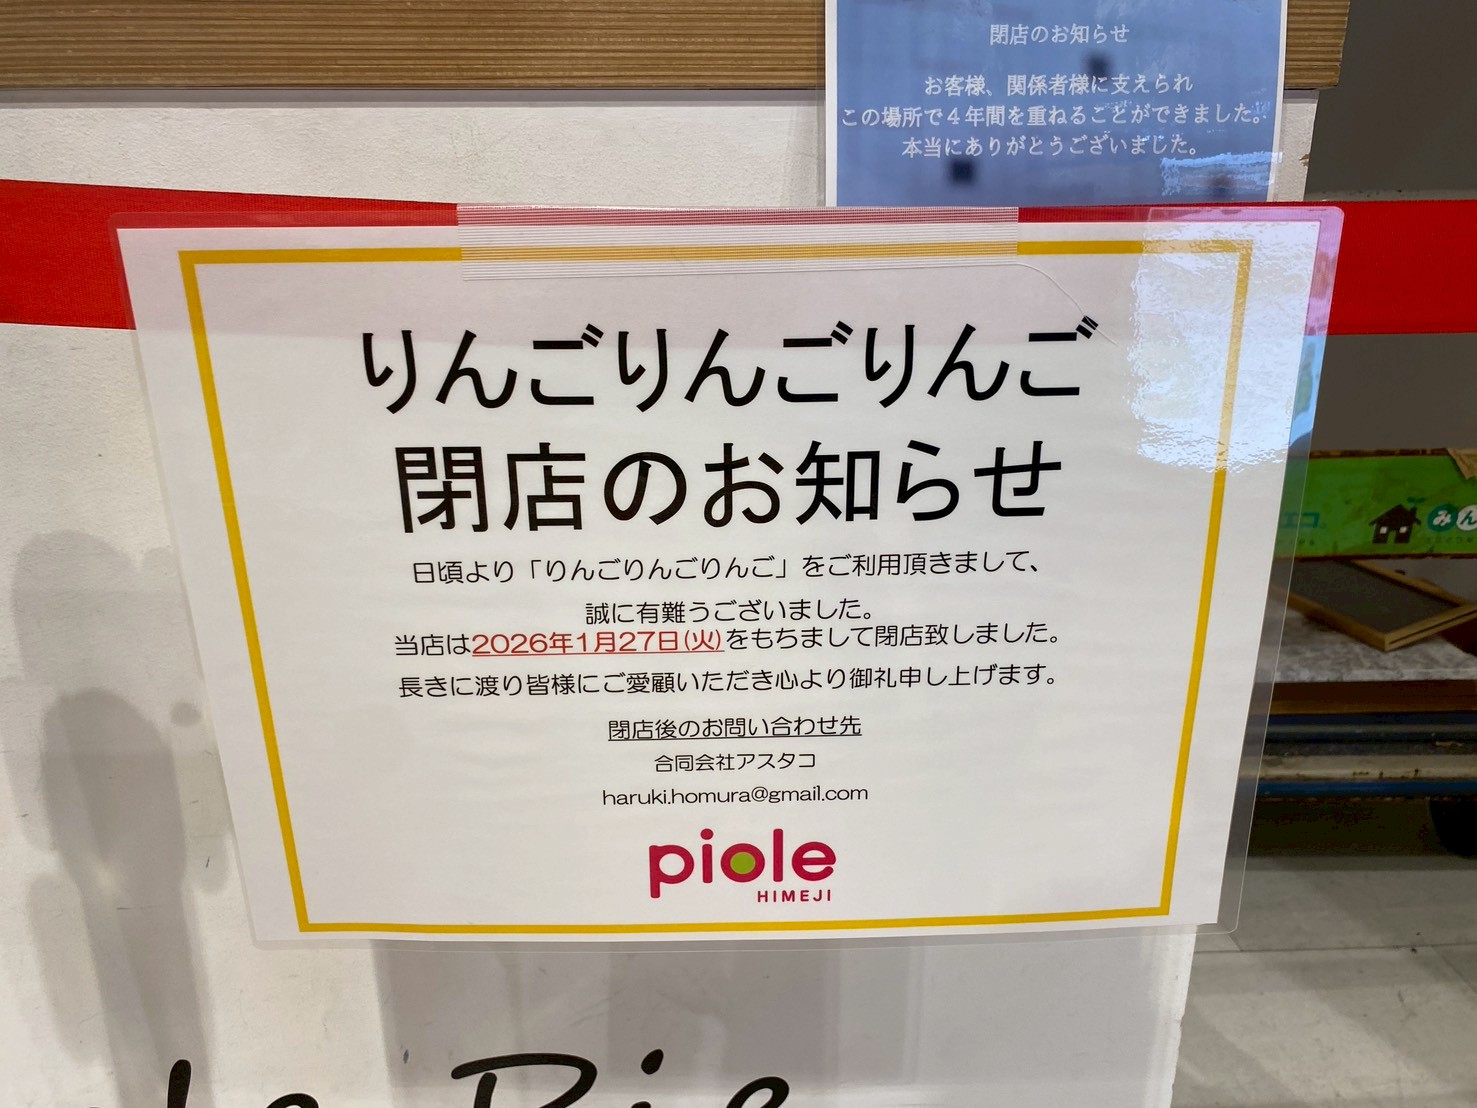 閉店のお知らせ
お客様、関係者様に支えられ
この場所で４年間を重ねることができました。
本当にありがとうございました。
りんごりんごりんご
閉店のお知らせ
日頃より「りんごりんごりんご」をご利用頂きまして、
誠に有難うございました。
当店は2026年1月27日(火)をもちまして閉店致しました。
長きに渡り皆様にご愛顧いただき心より御礼申し上げます。
閉店後のお問い合わせ先
合同会社アスタコ
haruki.homura@gmail.com
piole
HIMEJI
エコ
みん